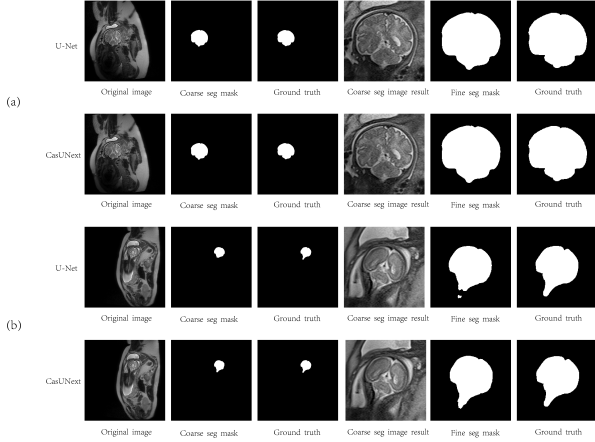 U-Net
Original image Coarse seg mask Ground truth Coarse seg image result Fine seg mask Ground truth
(a)
CasUNext
Original image Coarse seg mask Ground truth Coarse seg image result Fine seg mask Ground truth
U-Net
Original image Coarse seg mask Ground truth Coarse seg image result Fine seg mask Ground truth
(b)
CasUNext
Original image Coarse seg mask Ground truth Coarse seg image result Fine seg mask Ground truth